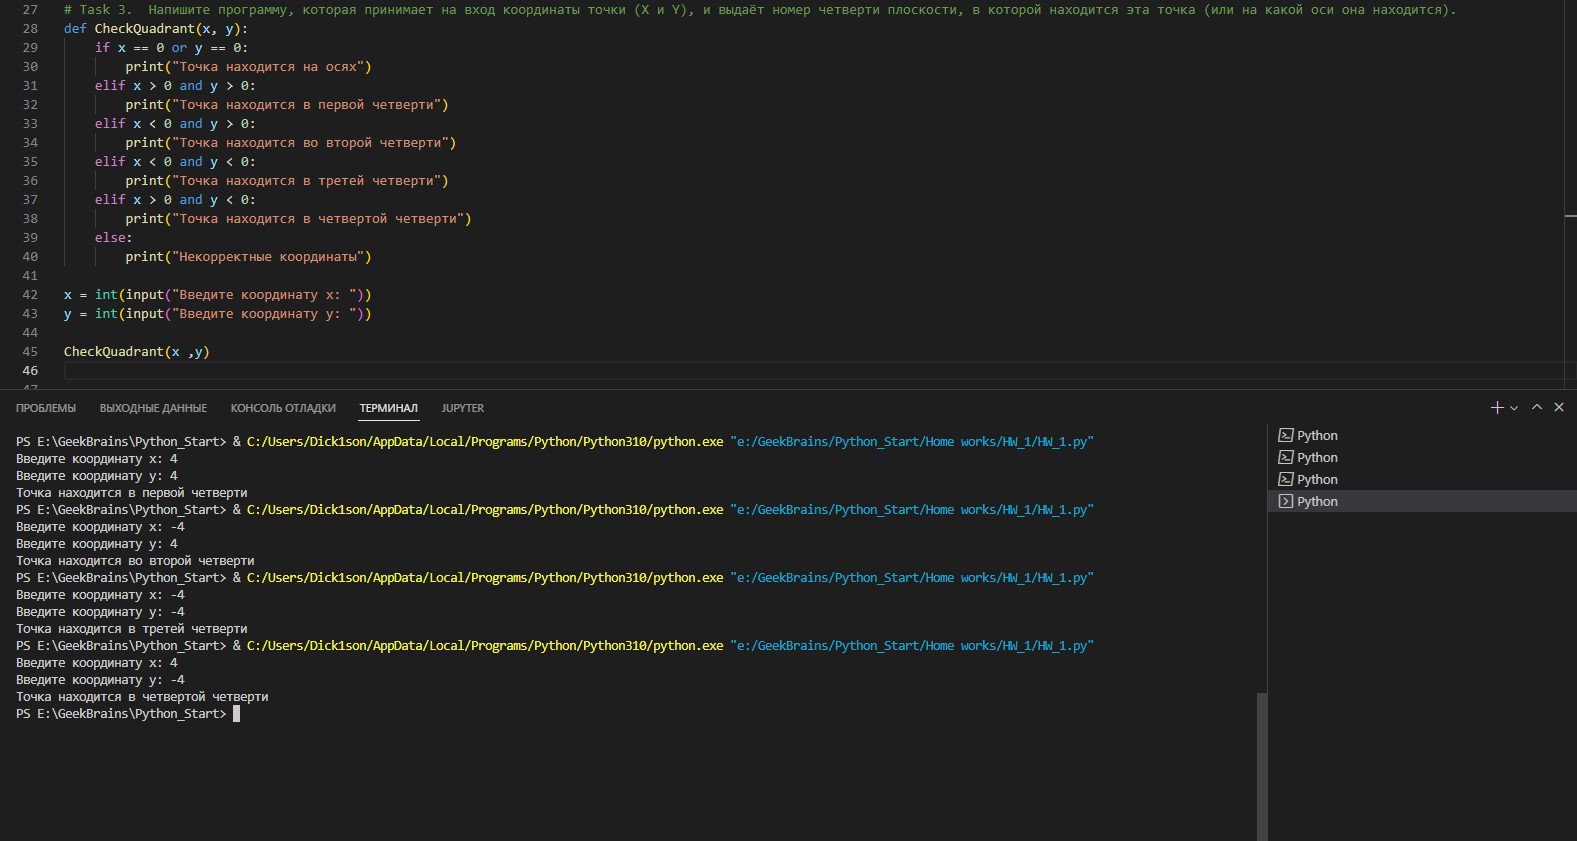 27 # Task 3.  Напишите программу, которая принимает на вход координаты точки (X и Y), и выдаёт номер четверти плоскости, в которой находится эта точка (или на какой оси она находится).
28 def CheckQuadrant(x, y):
29     if x == 0 or y == 0:
30         print("Точка находится на осях")
31     elif x > 0 and y > 0:
32         print("Точка находится в первой четверти")
33     elif x < 0 and y > 0:
34         print("Точка находится во второй четверти")
35     elif x < 0 and y < 0:
36         print("Точка находится в третей четверти")
37     elif x > 0 and y < 0:
38         print("Точка находится в четвертой четверти")
39     else:
40         print("Некорректные координаты")
41
42 x = int(input("Введите координату x: "))
43 y = int(input("Введите координату y: "))
44
45 CheckQuadrant(x ,y)
46
47
ПРОБЛЕМЫ ВЫХОДНЫЕ ДАННЫЕ КОНСОЛЬ ОТЛАДКИ ТЕРМИНАЛ JUPYTER
PS E:\GeekBrains\Python_Start> & C:/Users/Dick1son/AppData/Local/Programs/Python/Python310/python.exe "e:/GeekBrains/Python_Start/Home works/HW_1/HW_1.py"
Введите координату x: 4
Введите координату y: 4
Точка находится в первой четверти
PS E:\GeekBrains\Python_Start> & C:/Users/Dick1son/AppData/Local/Programs/Python/Python310/python.exe "e:/GeekBrains/Python_Start/Home works/HW_1/HW_1.py"
Введите координату x: -4
Введите координату y: 4
Точка находится во второй четверти
PS E:\GeekBrains\Python_Start> & C:/Users/Dick1son/AppData/Local/Programs/Python/Python310/python.exe "e:/GeekBrains/Python_Start/Home works/HW_1/HW_1.py"
Введите координату x: -4
Введите координату y: -4
Точка находится в третей четверти
PS E:\GeekBrains\Python_Start> & C:/Users/Dick1son/AppData/Local/Programs/Python/Python310/python.exe "e:/GeekBrains/Python_Start/Home works/HW_1/HW_1.py"
Введите координату x: 4
Введите координату y: -4
Точка находится в четвертой четверти
PS E:\GeekBrains\Python_Start>
Python
Python
Python
Python